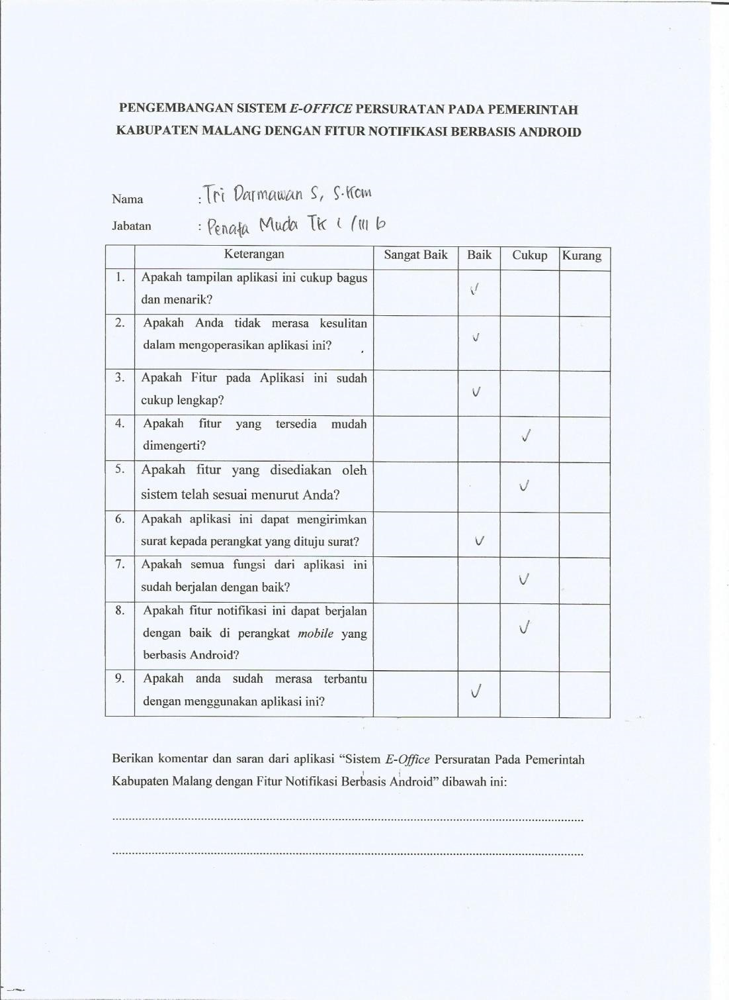 PENGEMBANGAN SISTEM E-OFFICE PERSURATAN PADA PEMERINTAH
KABUPATEN MALANG DENGAN FITUR NOTIFIKASI BERBASIS ANDROID
Nama : Tri Darmawan S, S.Kom
Jabatan : Penata Muda TK I / III b
Keterangan Sangat Baik Baik Cukup Kurang
1. Apakah tampilan aplikasi ini cukup bagus ✓
dan menarik?
2. Apakah Anda tidak merasa kesulitan ✓
dalam mengoperasikan aplikasi ini?
3. Apakah Fitur pada Aplikasi ini sudah ✓
cukup lengkap?
4. Apakah fitur yang tersedia mudah ✓
dimengerti?
5. Apakah fitur yang disediakan oleh ✓
sistem telah sesuai menurut Anda?
6. Apakah aplikasi ini dapat mengirimkan ✓
surat kepada perangkat yang dituju surat?
7. Apakah semua fungsi dari aplikasi ini ✓
sudah berjalan dengan baik?
8. Apakah fitur notifikasi ini dapat berjalan ✓
dengan baik di perangkat mobile yang
berbasis Android?
9. Apakah anda sudah merasa terbantu ✓
dengan menggunakan aplikasi ini?
Berikan komentar dan saran dari aplikasi “Sistem E-Office Persuratan Pada Pemerintah
Kabupaten Malang dengan Fitur Notifikasi Berbasis Android” dibawah ini: